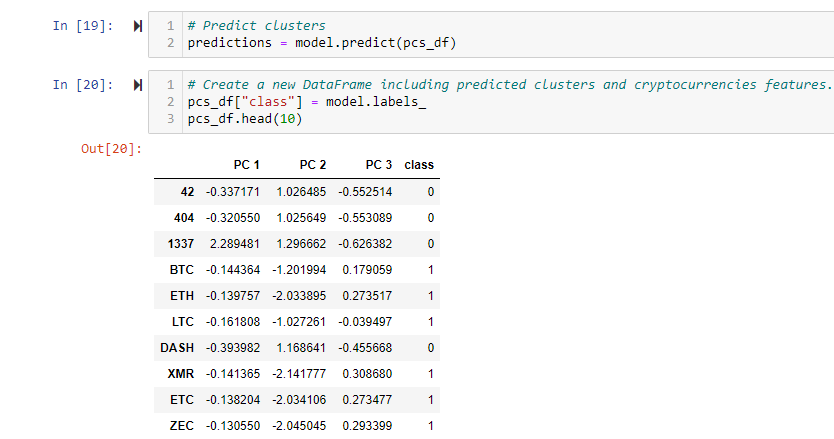 In [19]: 1 # Predict clusters
2 predictions = model.predict(pcs_df)
In [20]: 1 # Create a new DataFrame including predicted clusters and cryptocurrencies features.
2 pcs_df["class"] = model.labels_
3 pcs_df.head(10)
Out[20]:
PC 1 PC 2 PC 3 class
42 -0.337171 1.026485 -0.552514 0
404 -0.320550 1.025649 -0.553089 0
1337 2.289481 1.296662 -0.626382 0
BTC -0.144364 -1.201994 0.179059 1
ETH -0.139757 -2.033895 0.273517 1
LTC -0.161808 -1.027261 -0.039497 1
DASH -0.393982 1.168641 -0.455668 0
XMR -0.141365 -2.141777 0.308680 1
ETC -0.138204 -2.034106 0.273477 1
ZEC -0.130550 -2.045045 0.293399 1